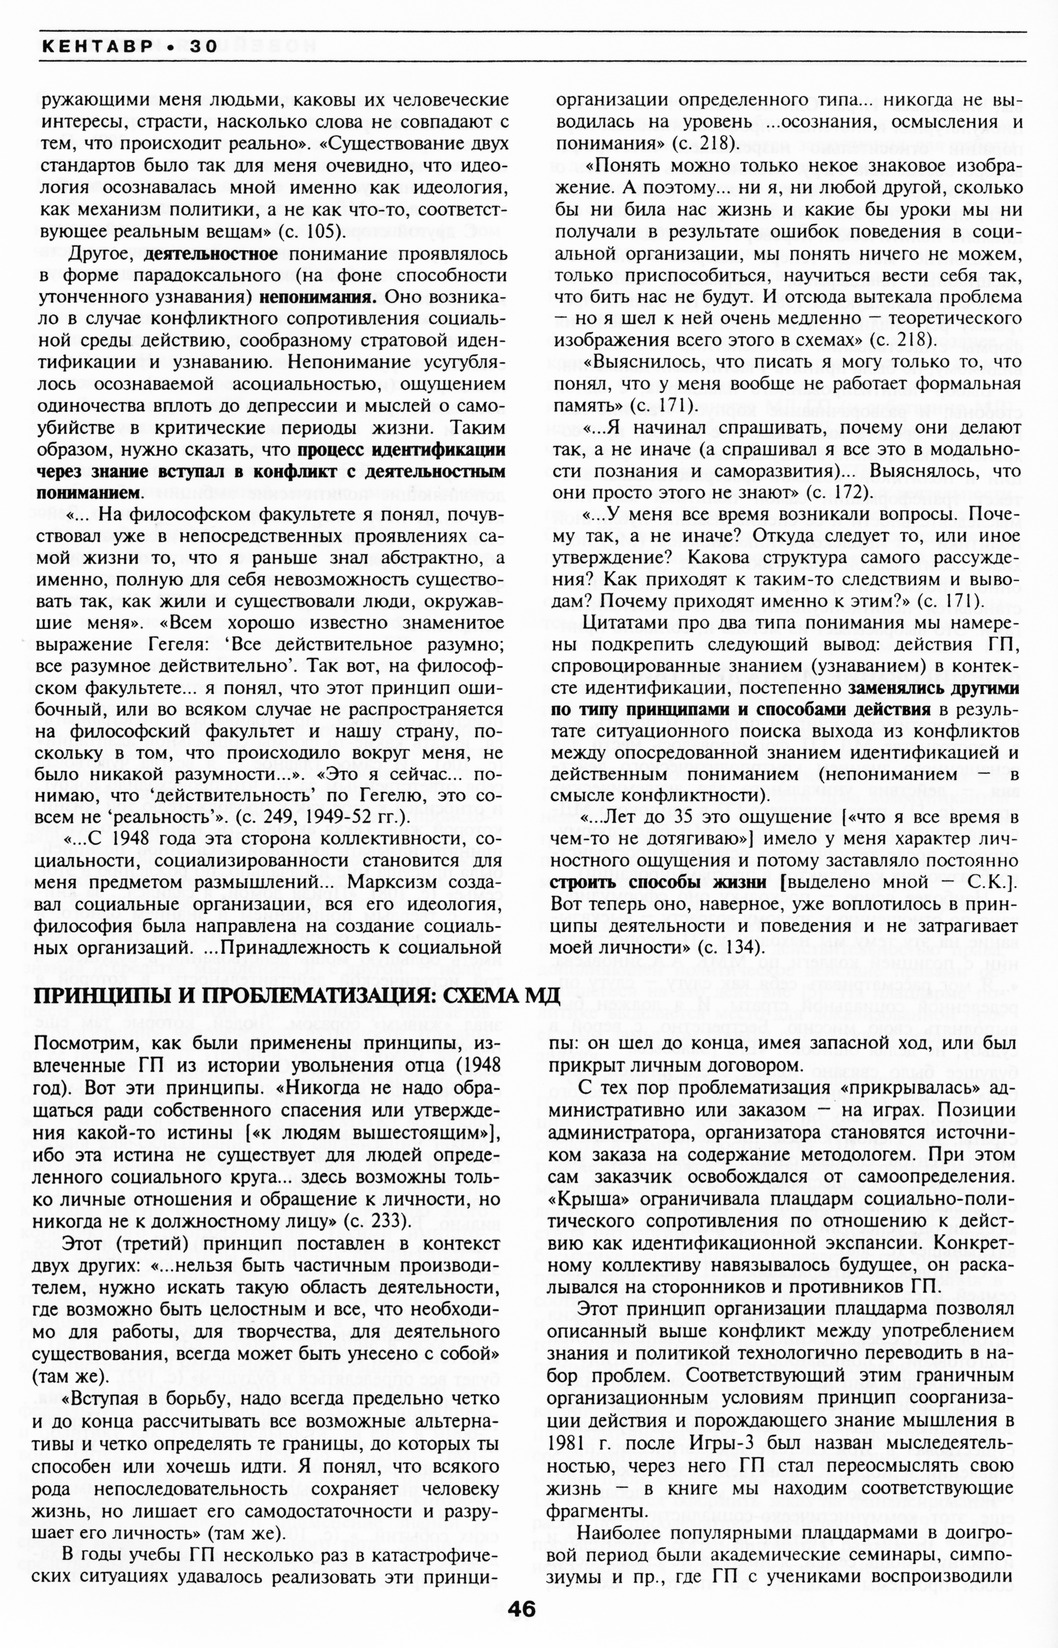 КЕНТАВР • 30
ружающими меня людьми, каковы их человеческие
интересы, страсти, насколько слова не совпадают с
тем, что происходит реально». «Существование двух
стандартов было так для меня очевидно, что идео-
логия осознавалась мной именно как идеология,
как механизм политики, а не как что-то, соответст-
вующее реальным вещам» (с. 105).
Другое, деятельностное понимание проявлялось
в форме парадоксального (на фоне способности
утонченного узнавания) непонимания. Оно возника-
ло в случае конфликтного сопротивления социаль-
ной среды действию, сообразному стратовой иден-
тификации и узнаванию. Непонимание усугубля-
лось осознаваемой асоциальностью, ощущением
одиночества вплоть до депрессии и мыслей о само-
убийстве в критические периоды жизни. Таким
образом, нужно сказать, что процесс идентификации
через знание вступал в конфликт с деятельностным
пониманием.
«... На философском факультете я понял, почув-
ствовал уже в непосредственных проявлениях са-
мой жизни то, что я раньше знал абстрактно, а
именно, полную для себя невозможность существо-
вать так, как жили и существовали люди, окружав-
шие меня». «Всем хорошо известно знаменитое
выражение Гегеля: ‘Все действительное разумно;
все разумное действительно’. Так вот, на философ-
ском факультете... я понял, что этот принцип оши-
бочный, или во всяком случае не распространяется
на философский факультет и нашу страну, по-
скольку в том, что происходило вокруг меня, не
было никакой разумности...». «Это я сейчас... по-
нимаю, что ‘действительность’ по Гегелю, это со-
всем не ‘реальность’». (с. 249, 1949-52 гг.).
«...С 1948 года эта сторона коллективности, со-
циальности, социализированности становится для
меня предметом размышлений... Марксизм созда-
вал социальные организации, вся его идеология,
философия была направлена на создание социаль-
ных организаций. ...Принадлежность к социальной
организации определенного типа... никогда не вы-
водилась на уровень ...осознания, осмысления и
понимания» (с. 218).
«Понять можно только некое знаковое изобра-
жение. А поэтому... ни я, ни любой другой, сколько
бы ни била нас жизнь и какие бы уроки мы ни
получали в результате ошибок поведения в соци-
альной организации, мы понять ничего не можем,
только приспособиться, научиться вести себя так,
что бить нас не будут. И отсюда вытекала проблема
— но я шел к ней очень медленно — теоретического
изображения всего этого в схемах» (с. 218).
«Выяснилось, что писать я могу только то, что
понял, что у меня вообще не работает формальная
память» (с. 171).
«...Я начинал спрашивать, почему они делают
так, а не иначе (а спрашивал я все это в модально-
сти познания и саморазвития)... Выяснялось, что
они просто этого не знают» (с. 172).
«...У меня все время возникали вопросы. Поче-
му так, а не иначе? Откуда следует то, или иное
утверждение? Какова структура самого рассужде-
ния? Как приходят к таким-то следствиям и выво-
дам? Почему приходят именно к этим?» (с. 171).
Цитатами про два типа понимания мы намере-
ны подкрепить следующий вывод: действия ГП,
спровоцированные знанием (узнаванием) в контек-
сте идентификации, постепенно заменялись другими
по типу принципами и способами действия в резуль-
тате ситуационного поиска выхода из конфликтов
между опосредованной знанием идентификацией и
действенным пониманием (непониманием — в
смысле конфликтности).
«...Лет до 35 это ощущение [«что я все время в
чем-то не дотягиваю»] имело у меня характер лич-
ностного ощущения и потому заставляло постоянно
строить способы жизни [выделено мной — С.К.].
Вот теперь оно, наверное, уже воплотилось в прин-
ципы деятельности и поведения и не затрагивает
моей личности» (с. 134).
ПРИНЦИПЫ И ПРОБЛЕМАТИЗАЦИЯ: СХЕМА МД
Посмотрим, как были применены принципы, из-
влеченные ГП из истории увольнения отца (1948
год). Вот эти принципы. «Никогда не надо обра-
щаться ради собственного спасения или утвержде-
ния какой-то истины [«к людям вышестоящим»],
ибо эта истина не существует для людей опреде-
ленного социального круга... здесь возможны толь-
ко личные отношения и обращение к личности, но
никогда не к должностному лицу» (с. 233).
Этот (третий) принцип поставлен в контекст
двух других: «...нельзя быть частичным производи-
телем, нужно искать такую область деятельности,
где возможно быть целостным и все, что необходи-
мо для работы, для творчества, для деятельного
существования, всегда может быть унесено с собой»
(там же).
«Вступая в борьбу, надо всегда предельно четко
и до конца рассчитывать все возможные альтерна-
тивы и четко определять те границы, до которых ты
способен или хочешь идти. Я понял, что всякого
рода непоследовательность сохраняет человеку
жизнь, но лишает его самодостаточности и разру-
шает его личность» (там же).
В годы учебы ГП несколько раз в катастрофиче-
ских ситуациях удавалось реализовать эти принци-
пы: он шел до конца, имея запасной ход, или был
прикрыт личным договором.
С тех пор проблематизация «прикрывалась» ад-
министративно или заказом — на играх. Позиции
администратора, организатора становятся источни-
ком заказа на содержание методологем. При этом
сам заказчик освобождался от самоопределения.
«Крыша» ограничивала плацдарм социально-поли-
тического сопротивления по отношению к дейст-
вию как идентификационной экспансии. Конкрет-
ному коллективу навязывалось будущее, он раска-
лывался на сторонников и противников ГП.
Этот принцип организации плацдарма позволял
описанный выше конфликт между употреблением
знания и политикой технологично переводить в на-
бор проблем. Соответствующий этим граничным
организационным условиям принцип соорганиза-
ции действия и порождающего знание мышления в
1981 г. после Игры-3 был назван мыследеятель-
ностью, через него ГП стал переосмыслять свою
жизнь — в книге мы находим соответствующие
фрагменты.
Наиболее популярными плацдармами в доигро-
вой период были академические семинары, симпо-
зиумы и пр., где ГП с учениками воспроизводили
46